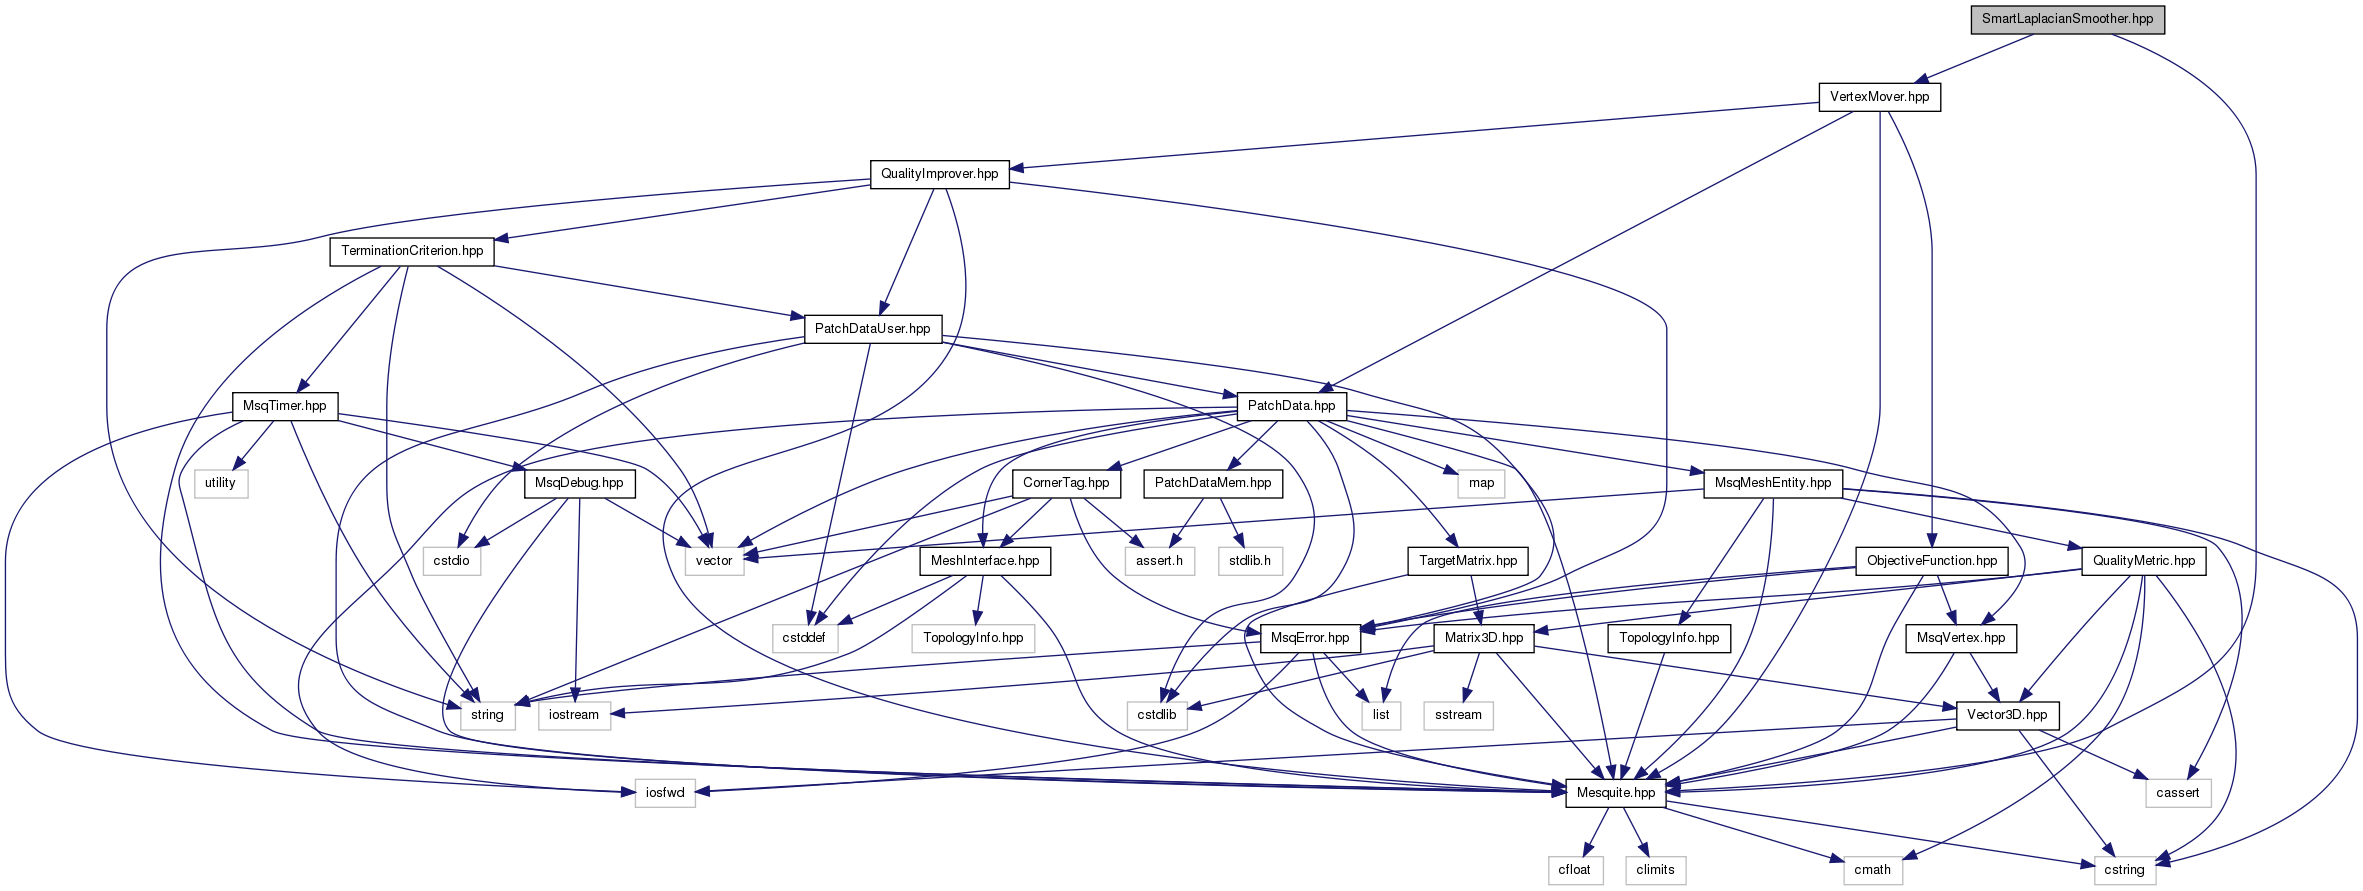 SmartLaplacianSmoother.hpp
VertexMover.hpp
QualityImprover.hpp
TerminationCriterion.hpp
PatchDataUser.hpp
MsqTimer.hpp
PatchData.hpp
utility
MsqDebug.hpp
CornerTag.hpp
PatchDataMem.hpp
map
MsqMeshEntity.hpp
cstdio
vector
MeshInterface.hpp
assert.h
stdlib.h
TargetMatrix.hpp
ObjectiveFunction.hpp
QualityMetric.hpp
cstddef
TopologyInfo.hpp
MsqError.hpp
Matrix3D.hpp
TopologyInfo.hpp
MsqVertex.hpp
string
iostream
cstdlib
list
sstream
Vector3D.hpp
iosfwd
Mesquite.hpp
cassert
cfloat
climits
cmath
cstring